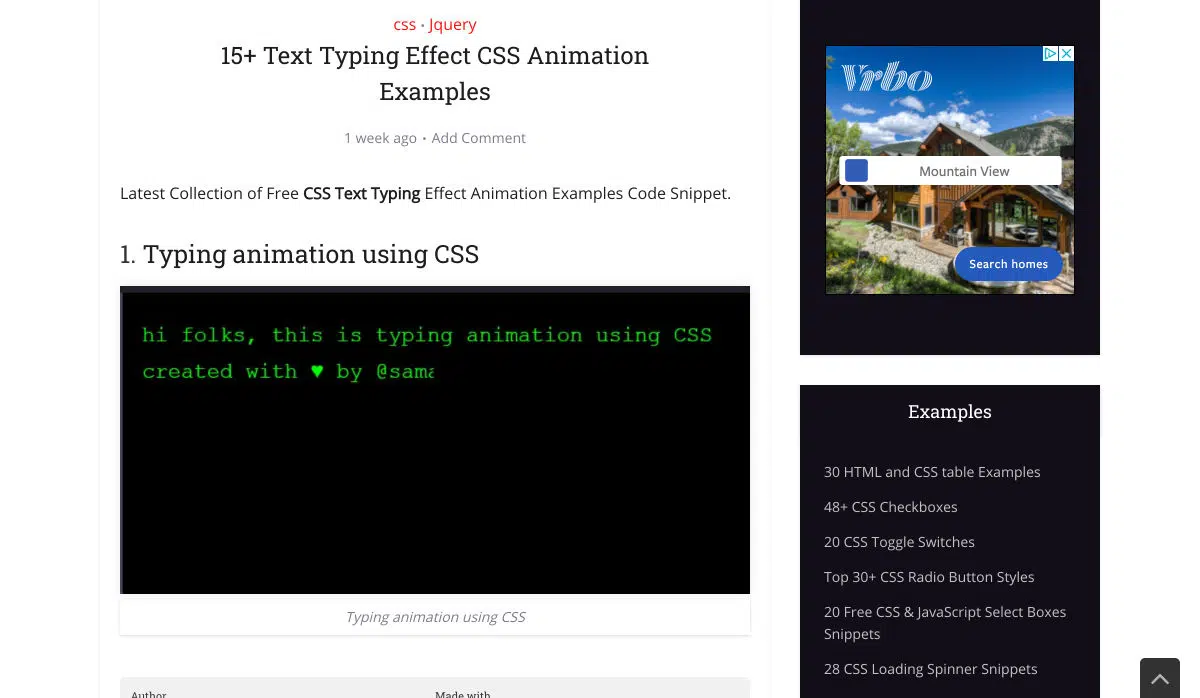 css • Jquery
15+ Text Typing Effect CSS Animation
Examples
1 week ago • Add Comment
Latest Collection of Free CSS Text Typing Effect Animation Examples Code Snippet.
1. Typing animation using CSS
hi folks, this is typing animation using CSS
created with ♥ by @sama
Typing animation using CSS
Author
Made with
Vrbo
Mountain View
Search homes
Examples
30 HTML and CSS table Examples
48+ CSS Checkboxes
20 CSS Toggle Switches
Top 30+ CSS Radio Button Styles
20 Free CSS & JavaScript Select Boxes
Snippets
28 CSS Loading Spinner Snippets